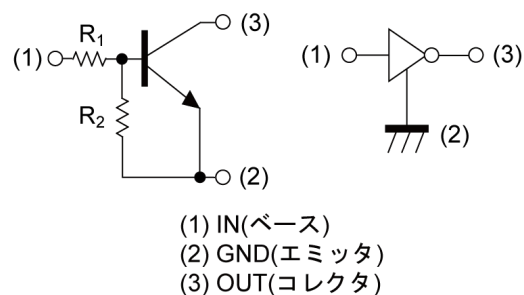 R1
(1)
(3)
R2
(2)
(1)
(3)
(2)
(1) IN(ベース)
(2) GND(エミッタ)
(3) OUT(コレクタ)